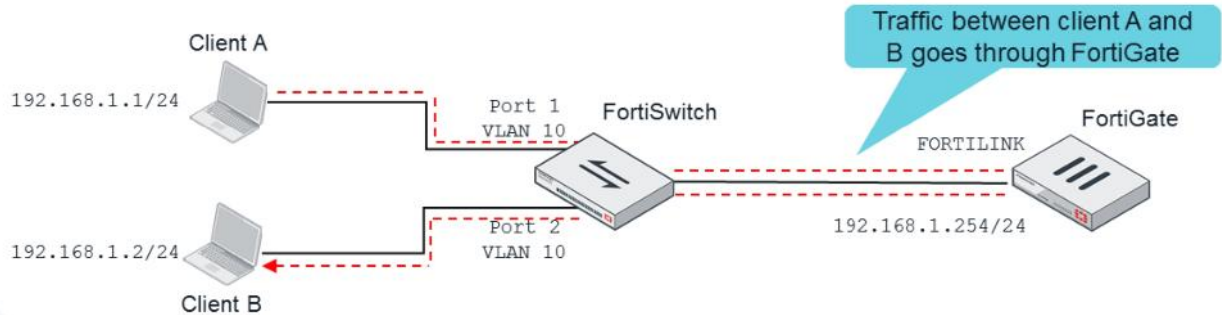 Traffic between client A and
B goes through FortiGate
Client A
192.168.1.1/24
Port 1
VLAN 10
FortiSwitch
FORTILINK
FortiGate
192.168.1.2/24
Port 2
VLAN 10
192.168.1.254/24
Client B